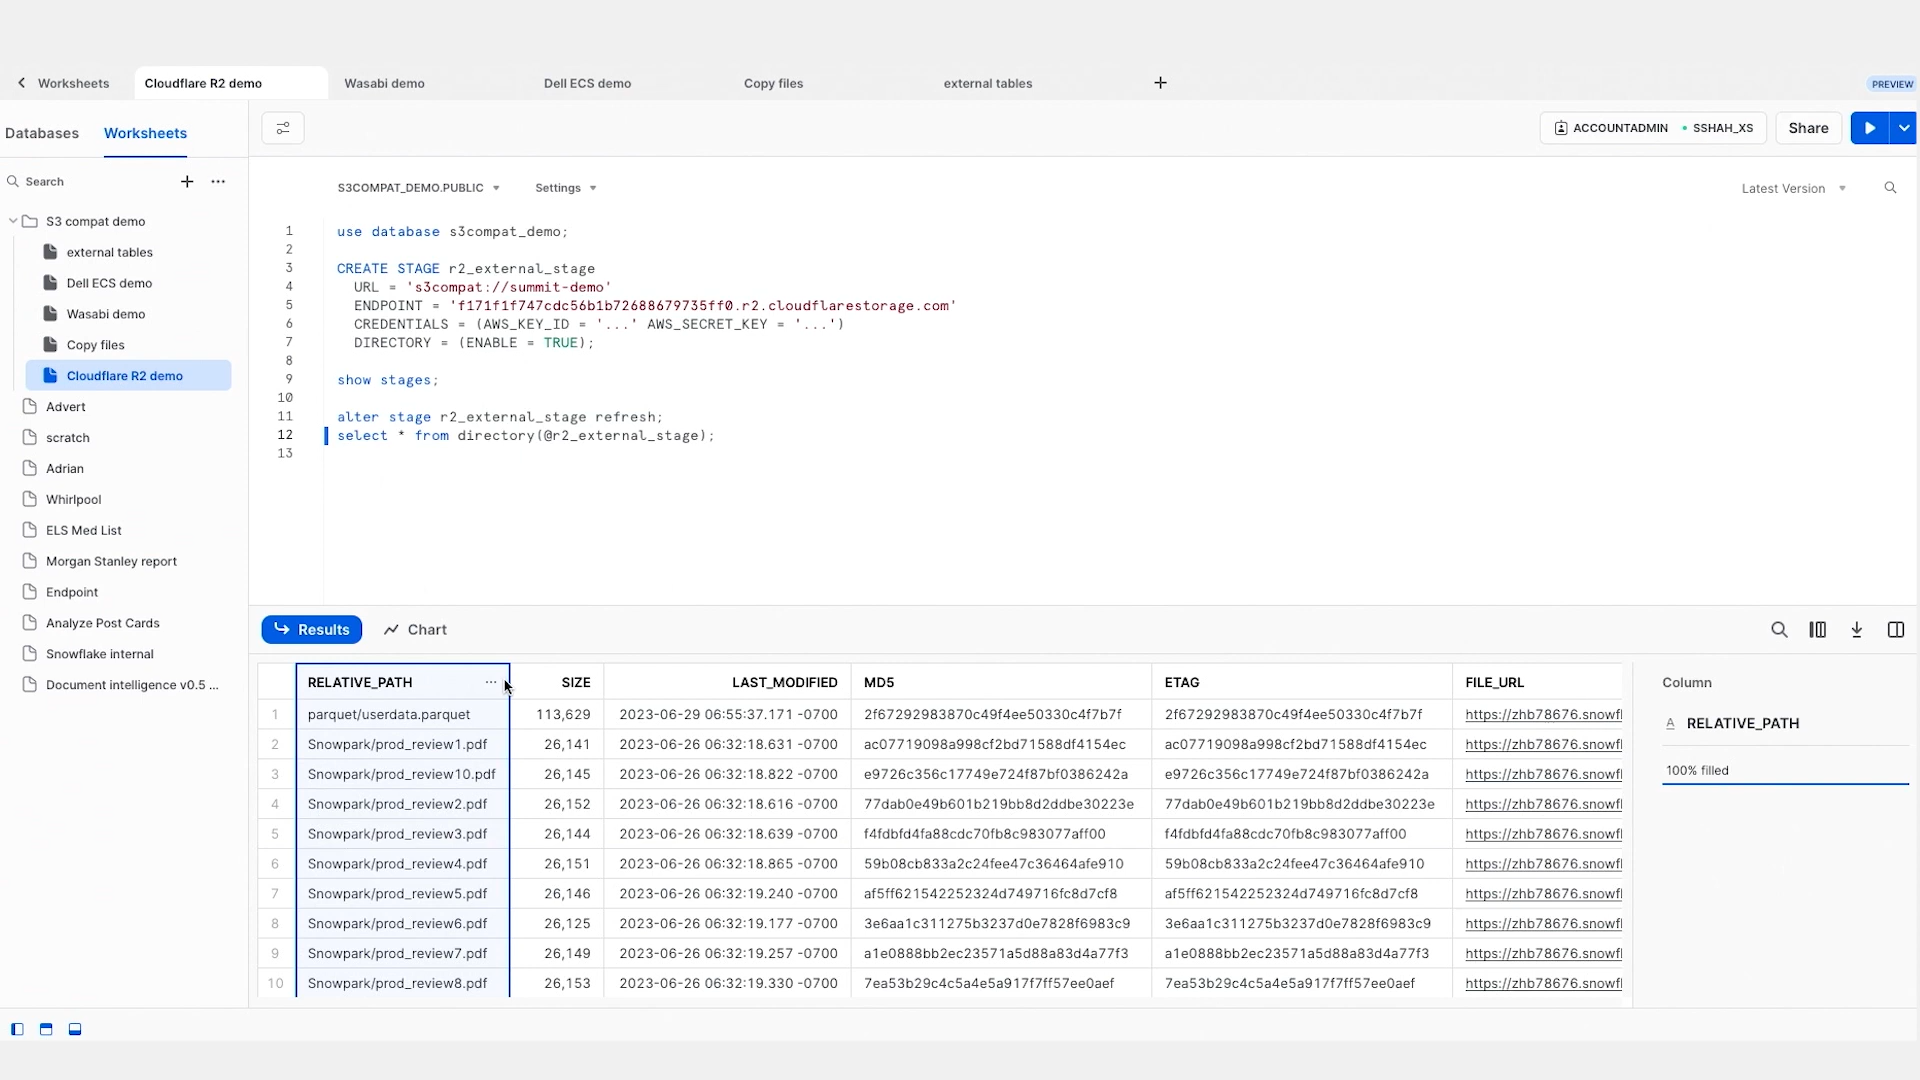 Worksheets
Cloudflare R2 demo
Wasabi demo
Dell ECS demo
Copy files
external tables
PREVIEW
Databases
Worksheets
ACCOUNTADMIN
SSHAH_XS
Share
Search
S3COMPAT_DEMO.PUBLIC
Settings
Latest Version
S3 compat demo
external tables
Dell ECS demo
Wasabi demo
Copy files
Cloudflare R2 demo
Advert
scratch
Adrian
Whirlpool
ELS Med List
Morgan Stanley report
Endpoint
Analyze Post Cards
Snowflake internal
Document intelligence v0.5 ...
1 use database s3compat_demo;
2
3 CREATE STAGE r2_external_stage
4 URL = 's3compat://summit-demo'
5 ENDPOINT = 'f171f1f747cdc56b1b72688679735ff0.r2.cloudflarestorage.com'
6 CREDENTIALS = (AWS_KEY_ID = '...' AWS_SECRET_KEY = '...')
7 DIRECTORY = (ENABLE = TRUE);
8
9 show stages;
10
11 alter stage r2_external_stage refresh;
12 select * from directory(@r2_external_stage);
13
Results
Chart
RELATIVE_PATH ... SIZE LAST_MODIFIED MD5 ETAG FILE_URL
1 parquet/userdata.parquet 113,629 2023-06-29 06:55:37.171 -0700 2f67292983870c49f4ee50330c4f7b7f 2f67292983870c49f4ee50330c4f7b7f https://zhb78676.snowfl
2 Snowpark/prod_review1.pdf 26,141 2023-06-26 06:32:18.631 -0700 ac07719098a998cf2bd71588df4154ec ac07719098a998cf2bd71588df4154ec https://zhb78676.snowfl
3 Snowpark/prod_review10.pdf 26,145 2023-06-26 06:32:18.822 -0700 e9726c356c17749e724f87bf0386242a e9726c356c17749e724f87bf0386242a https://zhb78676.snowfl
4 Snowpark/prod_review2.pdf 26,152 2023-06-26 06:32:18.616 -0700 77dab0e49b601b219bb8d2ddbe30223e 77dab0e49b601b219bb8d2ddbe30223e https://zhb78676.snowfl
5 Snowpark/prod_review3.pdf 26,144 2023-06-26 06:32:18.639 -0700 f4fdbfd4fa88cdc70fb8c983077aff00 f4fdbfd4fa88cdc70fb8c983077aff00 https://zhb78676.snowfl
6 Snowpark/prod_review4.pdf 26,151 2023-06-26 06:32:18.865 -0700 59b08cb833a2c24fee47c36464afe910 59b08cb833a2c24fee47c36464afe910 https://zhb78676.snowfl
7 Snowpark/prod_review5.pdf 26,146 2023-06-26 06:32:19.240 -0700 af5ff621542252324d749716fc8d7cf8 af5ff621542252324d749716fc8d7cf8 https://zhb78676.snowfl
8 Snowpark/prod_review6.pdf 26,125 2023-06-26 06:32:19.177 -0700 3e6aa1c311275b3237d0e7828f6983c9 3e6aa1c311275b3237d0e7828f6983c9 https://zhb78676.snowfl
9 Snowpark/prod_review7.pdf 26,149 2023-06-26 06:32:19.257 -0700 a1e0888bb2ec23571a5d88a83d4a77f3 a1e0888bb2ec23571a5d88a83d4a77f3 https://zhb78676.snowfl
10 Snowpark/prod_review8.pdf 26,153 2023-06-26 06:32:19.330 -0700 7ea53b29c4c5a4e5a917f7ff57ee0aef 7ea53b29c4c5a4e5a917f7ff57ee0aef https://zhb78676.snowfl
Column
A RELATIVE_PATH
100% filled